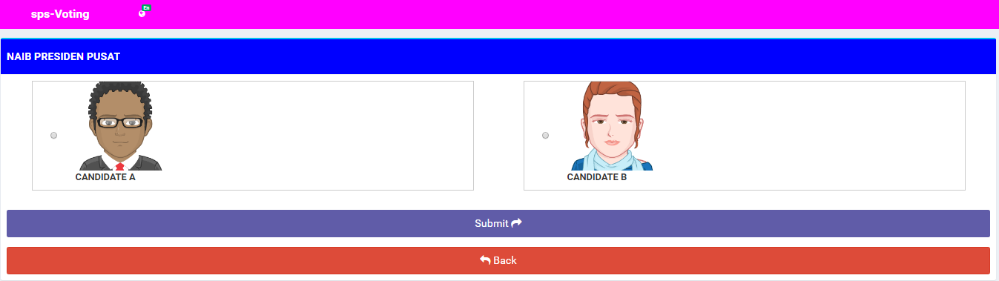 sps-Voting En
NAIB PRESIDEN PUSAT
CANDIDATE A
CANDIDATE B
Submit
Back